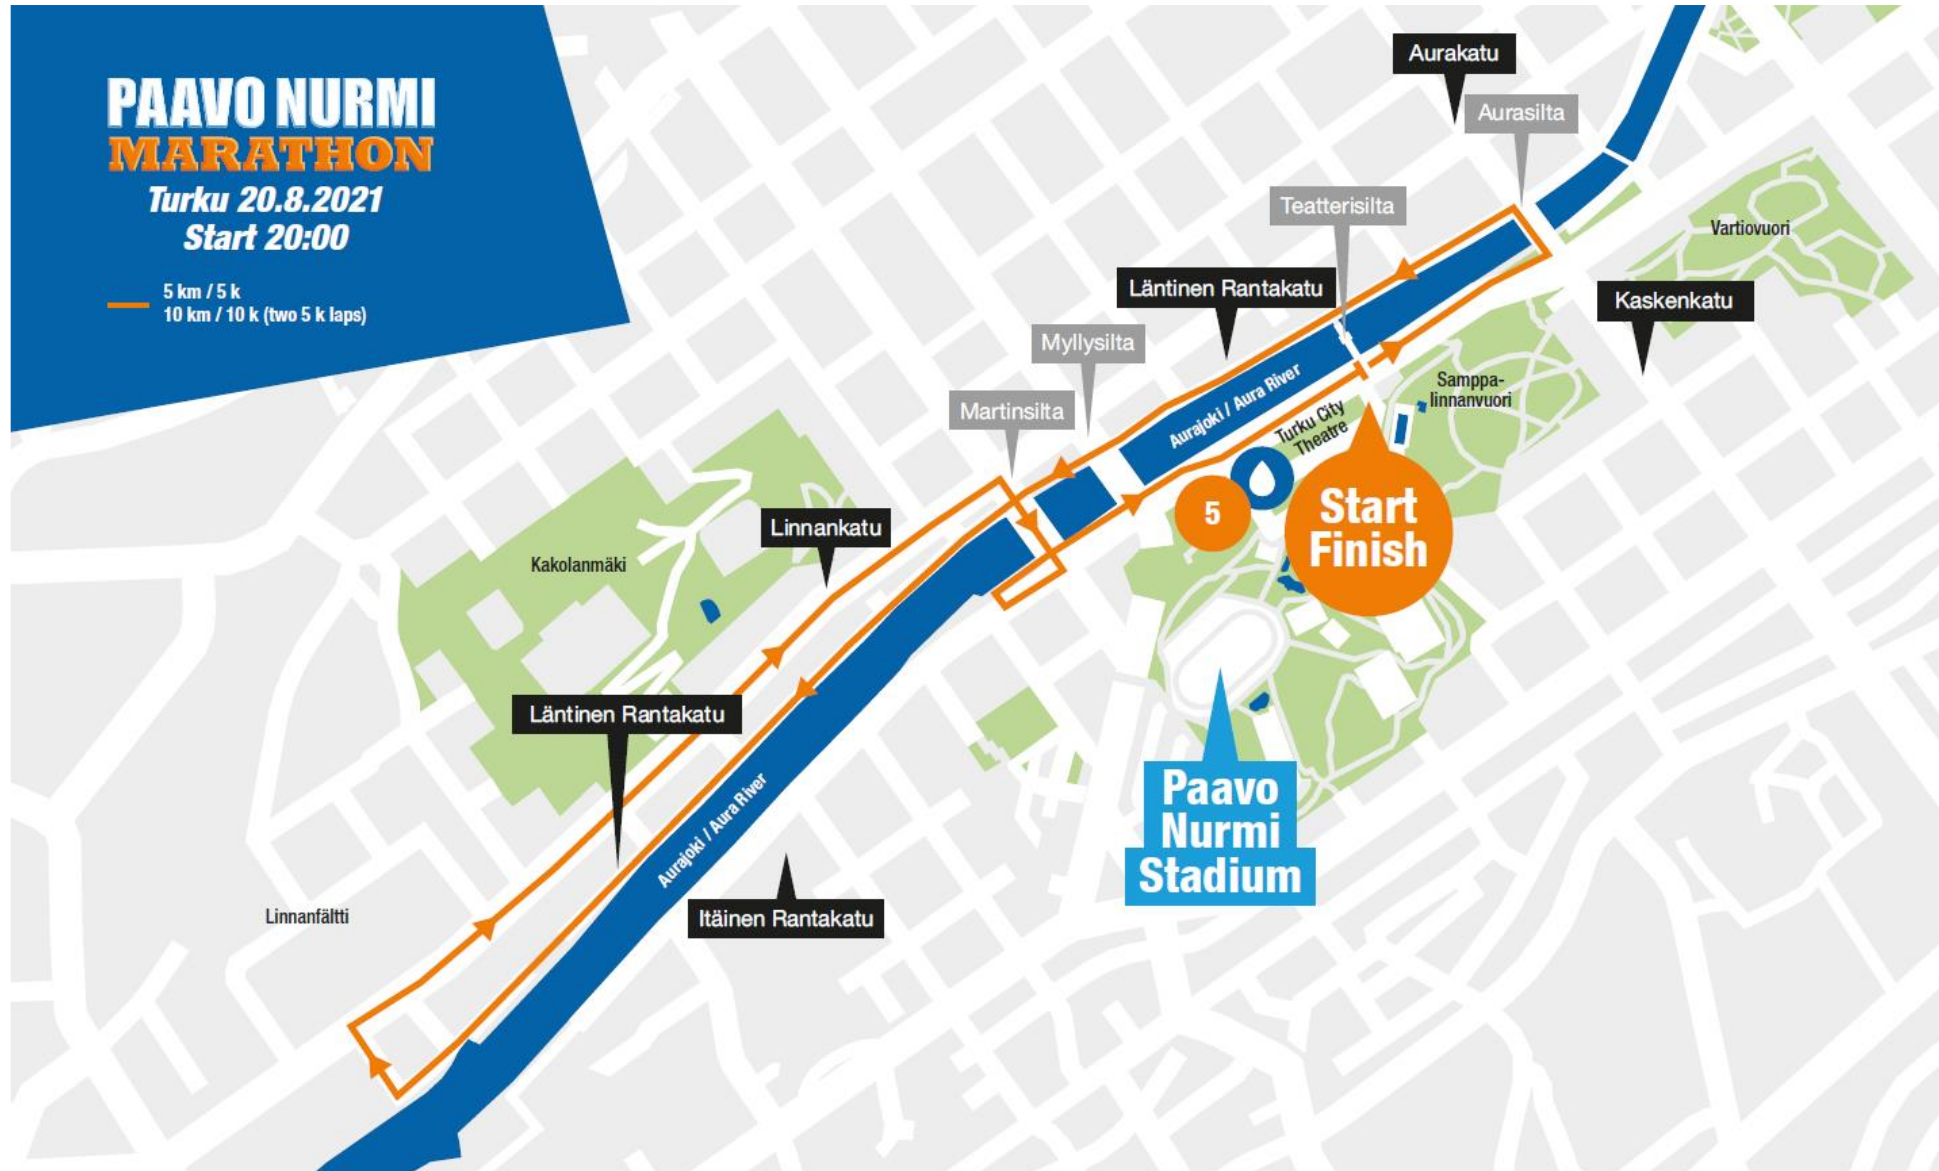 PAAVO NURMI
MARATHON
Turku 20.8.2021
Start 20:00
5 km / 5 k
10 km / 10 k (two 5 k laps)
Aurakatu
Aurasilta
Teatterisilta
Vartiovuori
Läntinen Rantakatu
Kaskenkatu
Myllysilta
Martinsilta
Aurajoki / Aura River
Samppa-
linnanvuori
Turku City
Theatre
5
Start
Finish
Linnankatu
Kakolanmäki
Läntinen Rantakatu
Paavo
Nurmi
Stadium
Aurajoki / Aura River
Linnanfältti
Itäinen Rantakatu